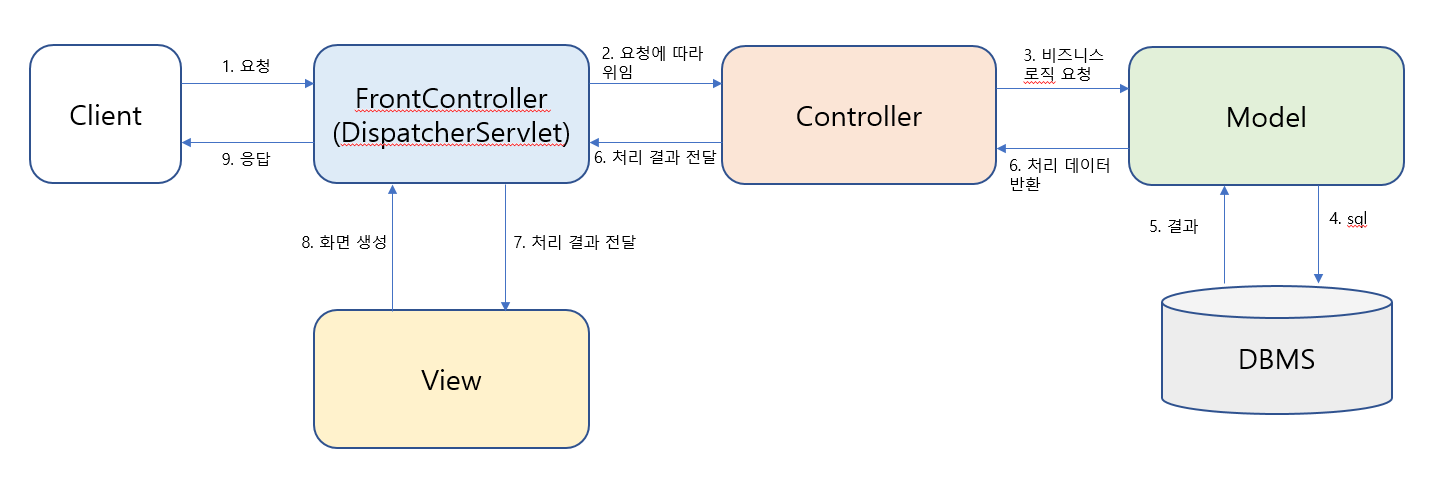 Client
1. 요청
9. 응답
FrontController
(DispatcherServlet)
2. 요청에 따라
위임
6. 처리 결과 전달
Controller
3. 비즈니스
로직 요청
6. 처리 데이터
반환
Model
8. 화면 생성
7. 처리 결과 전달
5. 결과
4. sql
View
DBMS